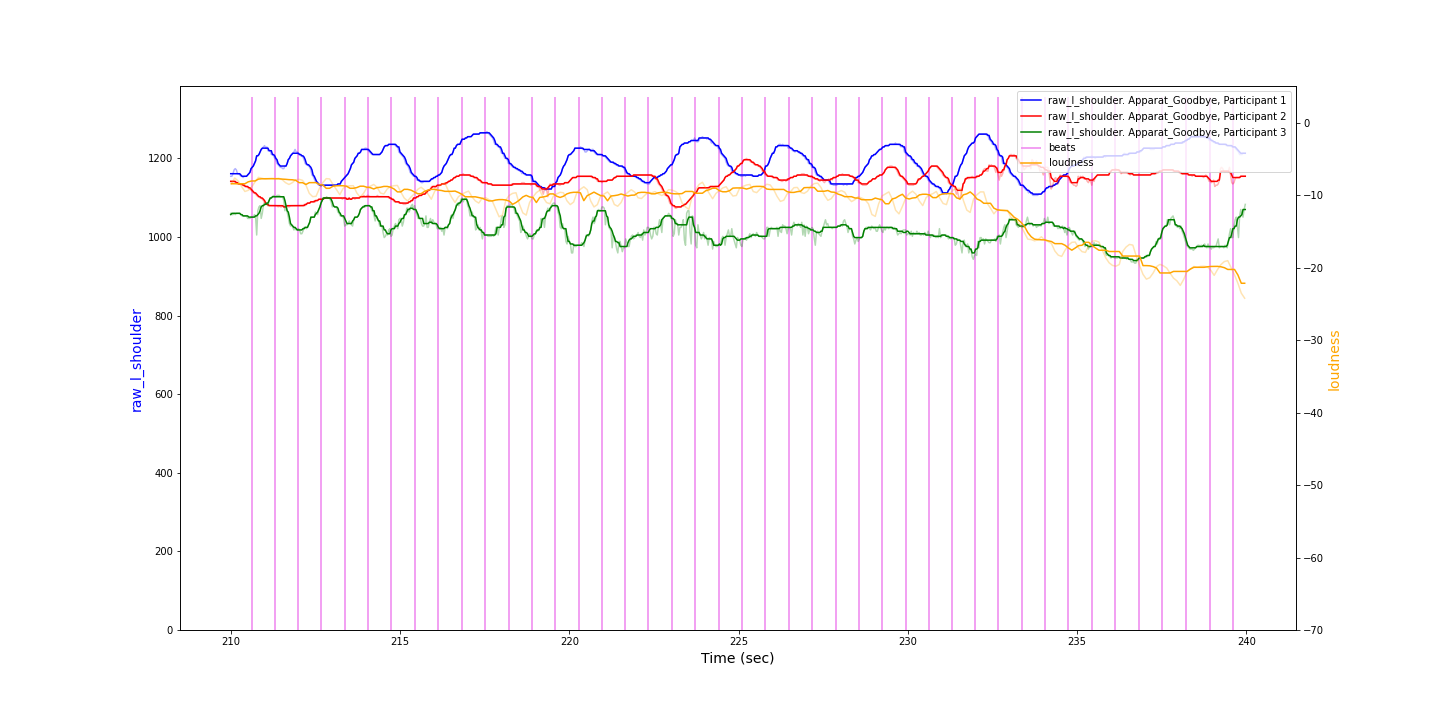 raw_l_shoulder. Apparat_Goodbye, Participant 1
raw_l_shoulder. Apparat_Goodbye, Participant 2
raw_l_shoulder. Apparat_Goodbye, Participant 3
beats
loudness
1200
1000
800
600
400
200
0
raw_l_shoulder
0
−10
−20
−30
−40
−50
−60
−70
loudness
210
215
220
225
230
235
240
Time (sec)